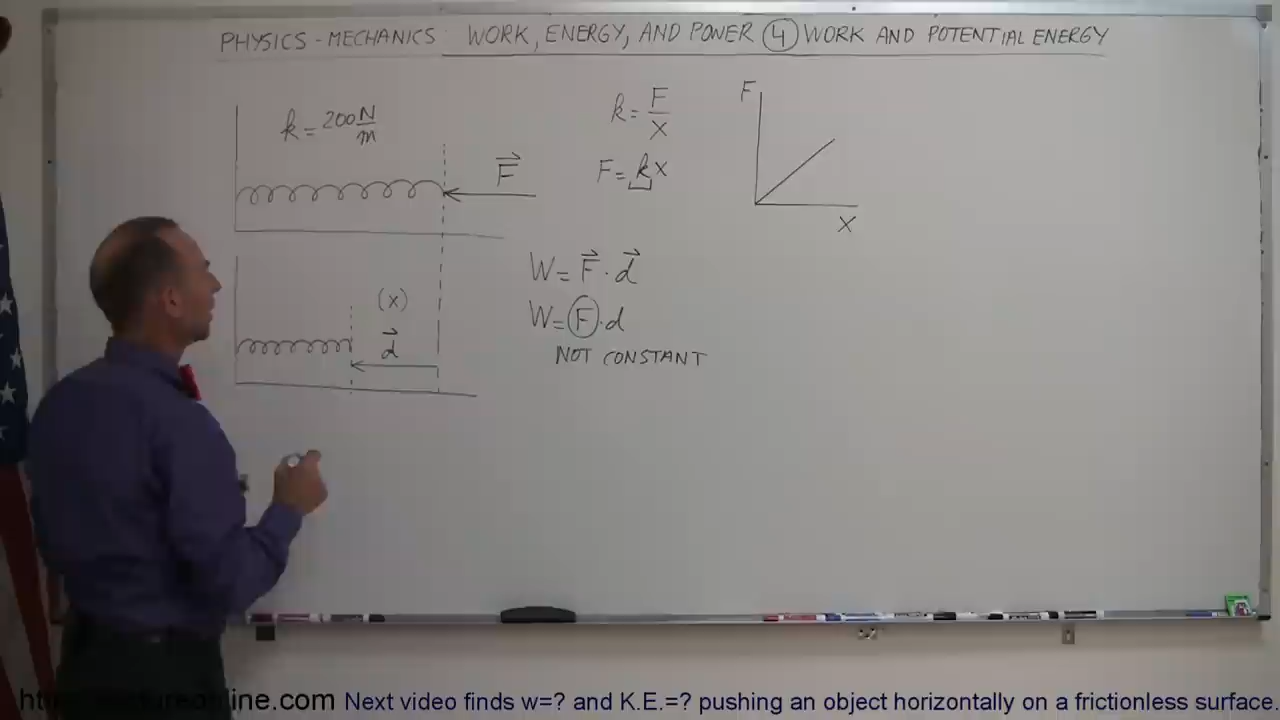 PHYSICS - MECHANICS WORK, ENERGY, AND POWER 4 WORK AND POTENTIAL ENERGY
k = 200 N/m
k = F/x
F
F = kx
F
x
W = F · d
(x)
W = F · d
d
NOT CONSTANT
Next video finds w=? and K.E.=? pushing an object horizontally on a frictionless surface.